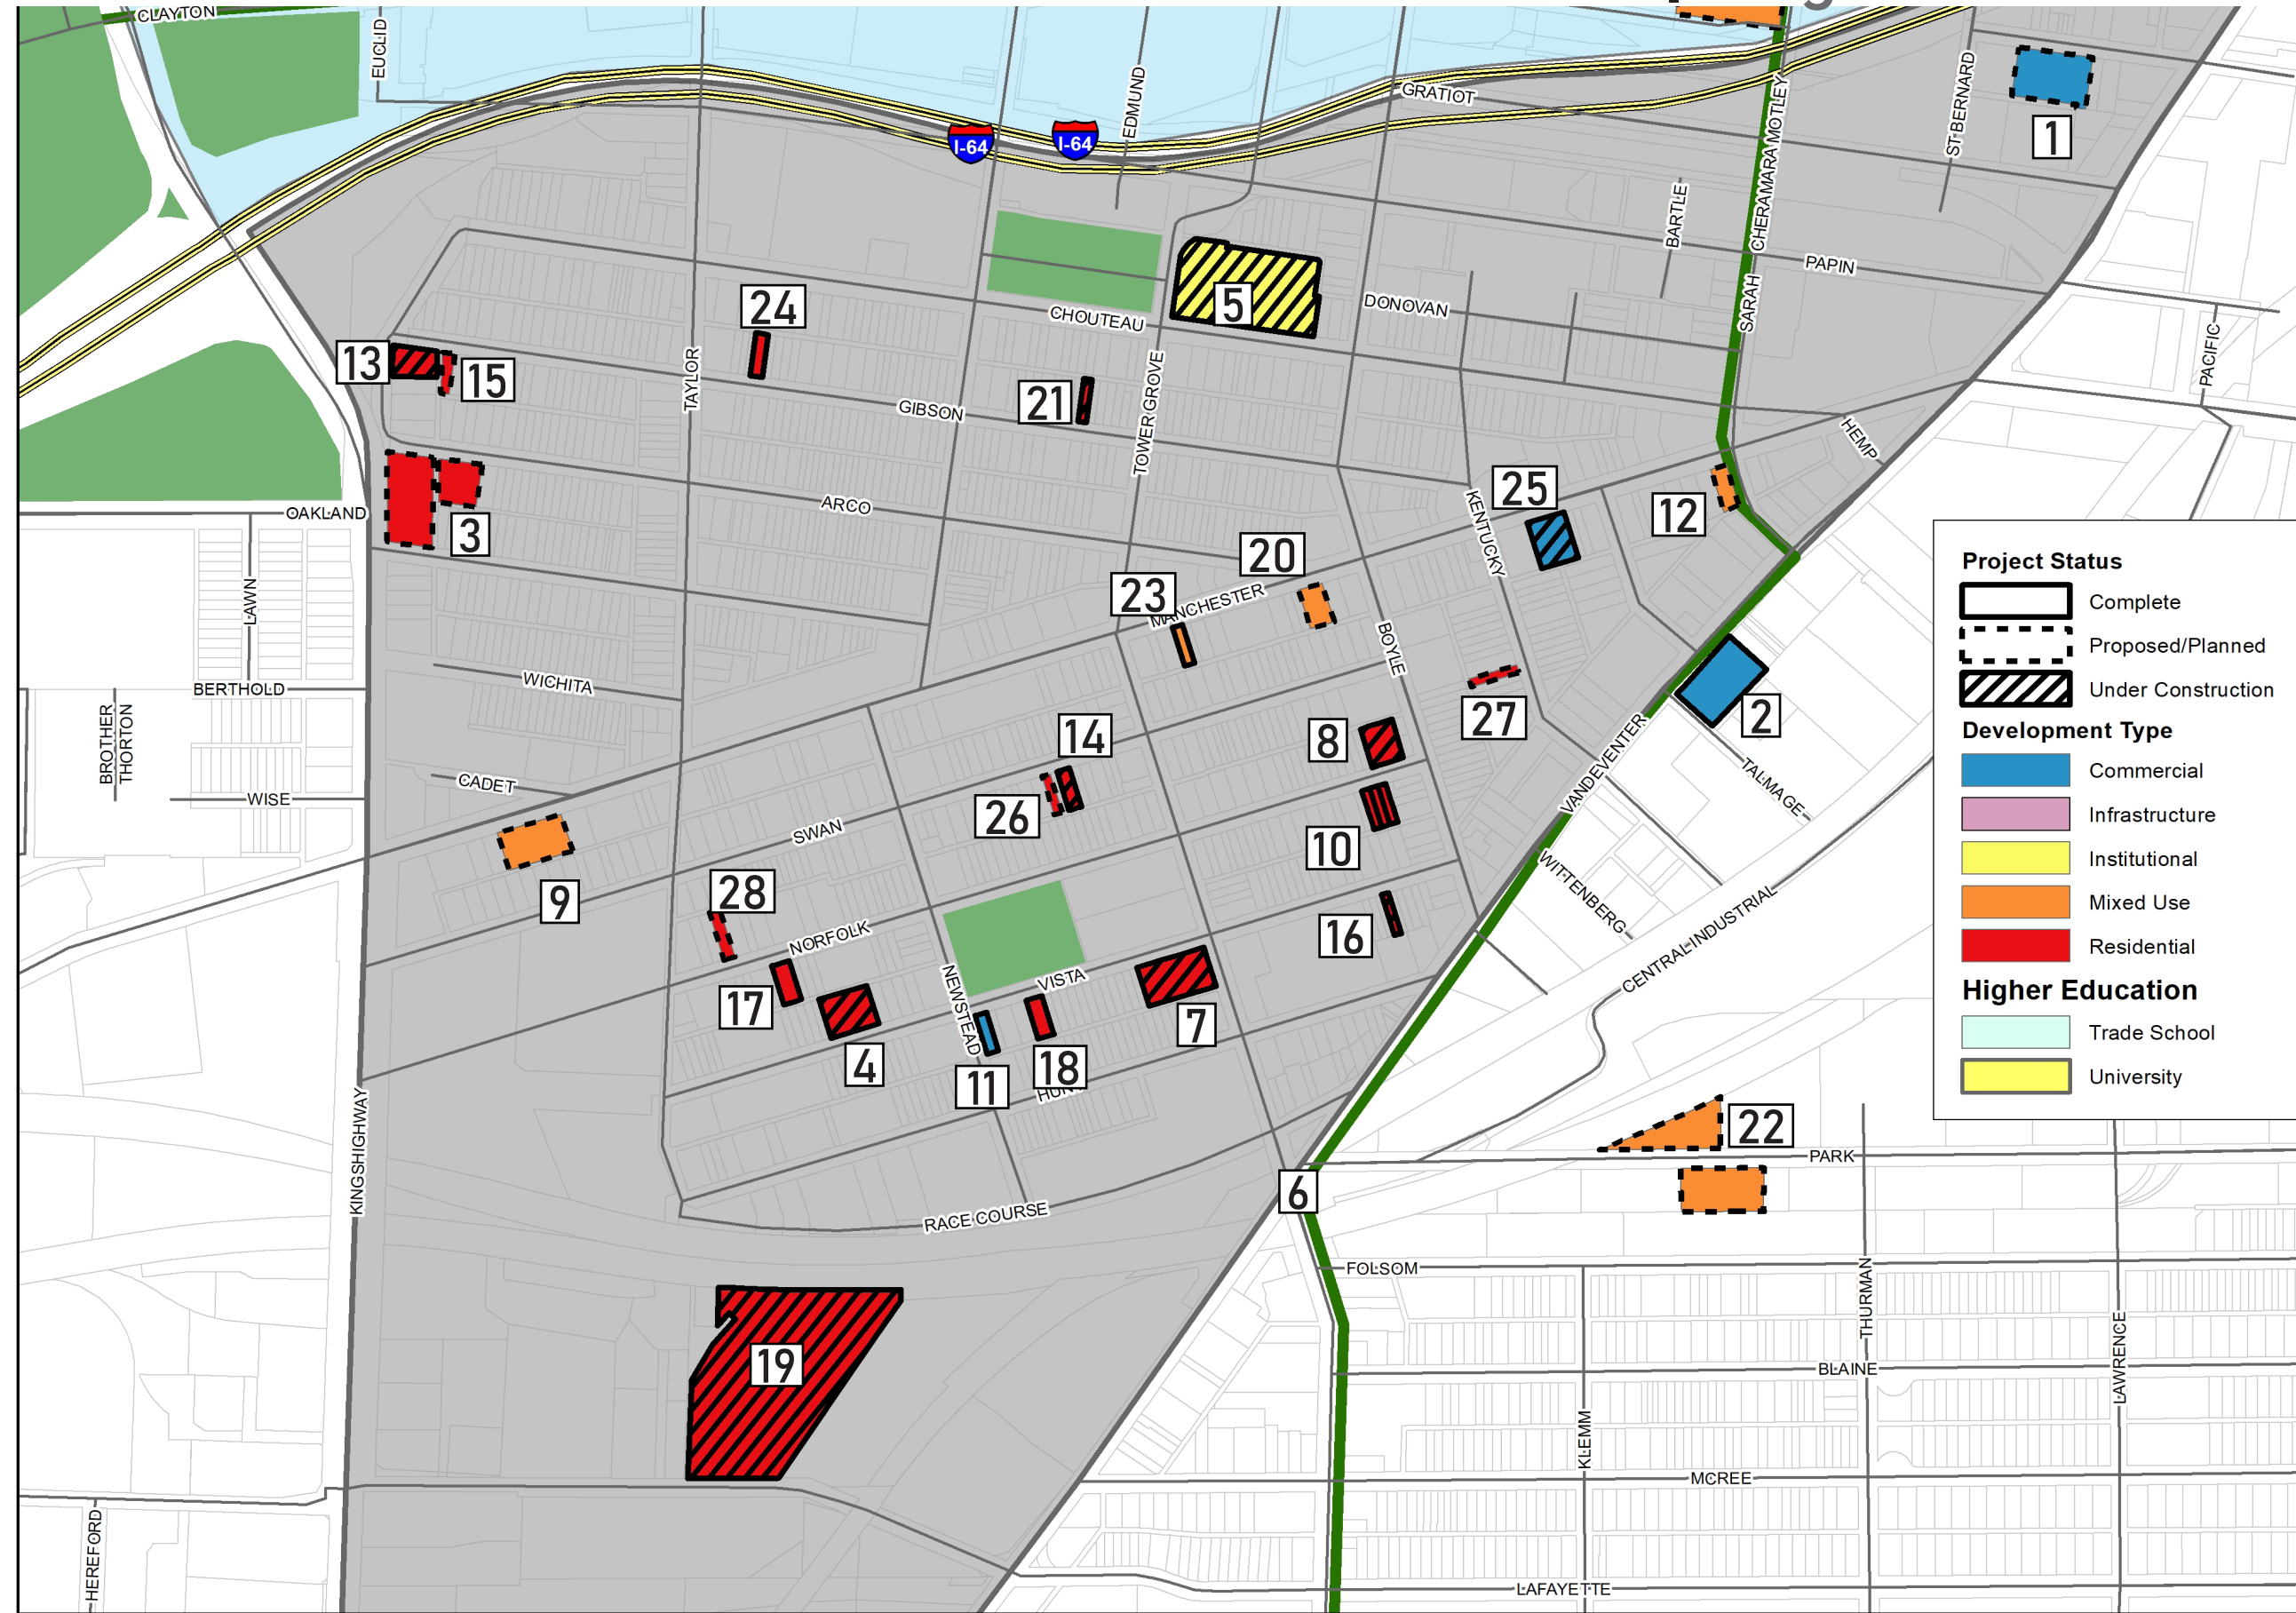 CLAYTON
EUCLID
EDMUND
GRATIOT
I-64
I-64
ST BERNARD
1
CHERAMARA MOTLEY
BARTLE
PAPIN
SARAH
DONOVAN
5
CHOUTEAU
24
TAYLOR
13
15
21
TOWER GROVE
GIBSON
PACIFIC
HEMP
ARCO
OAKLAND
3
25
12
KENTUCKY
20
23
MANCHESTER
BOYLE
LAWN
BERTHOLD
BROTHER
THORTON
WISE
WICHITA
CADET
27
2
VANDEVENTER
TALMAGE
8
14
26
SWAN
10
WITTENBERG
CENTRAL INDUSTRIAL
9
28
NORFOLK
16
17
NEWSTEAD
VISTA
7
4
11
18
KINGSHIGHWAY
6
22
PARK
RACE COURSE
FOLSOM
THURMAN
LAWRENCE
19
BLAINE
KLEMM
MCREE
HEREFORD
LAFAYETTE
Project Status
Complete
Proposed/Planned
Under Construction
Development Type
Commercial
Infrastructure
Institutional
Mixed Use
Residential
Higher Education
Trade School
University